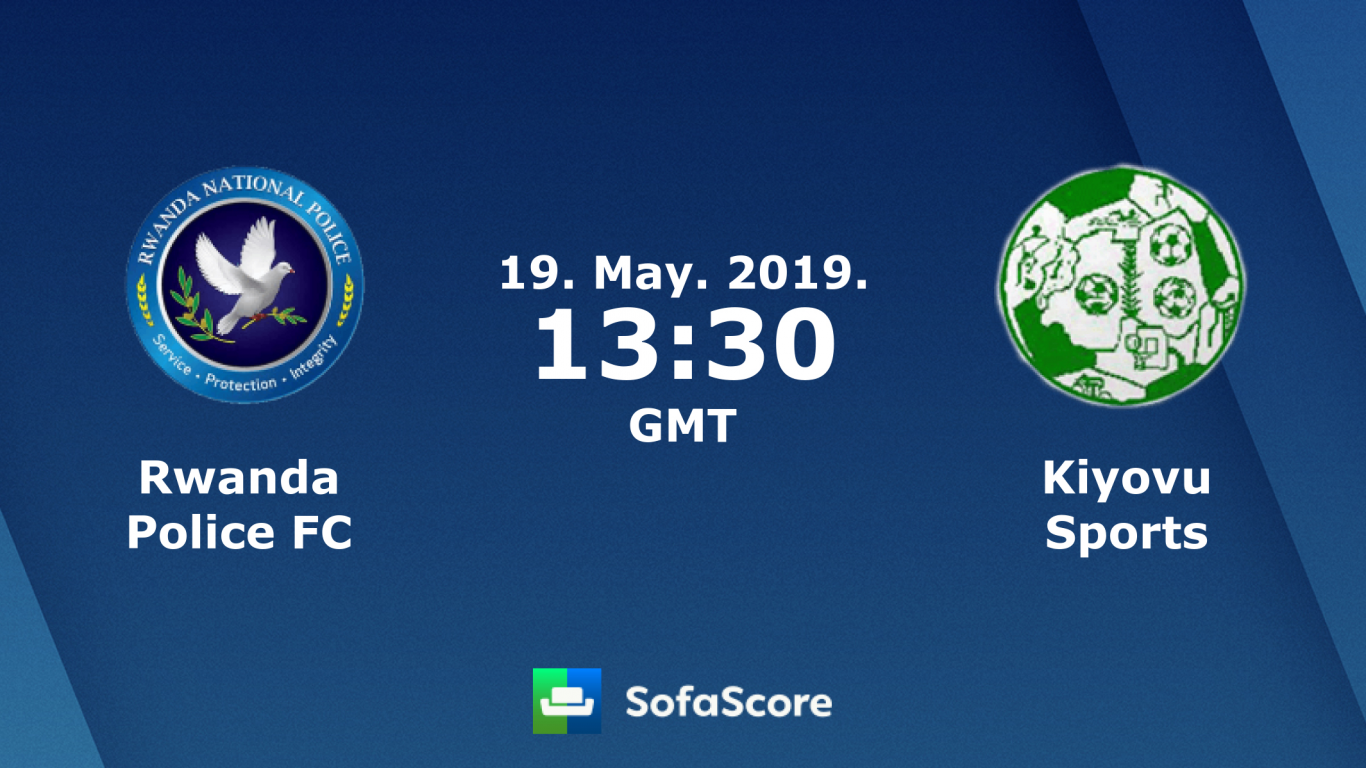 RWANDA NATIONAL POLICE
Service • Protection • Integrity
19. May. 2019.
13:30
GMT
Rwanda
Police FC
Kiyovu
Sports
SofaScore